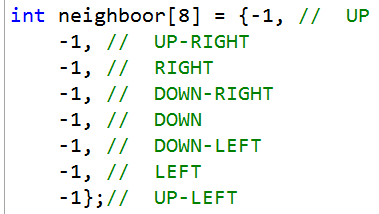 int neighboor[8] = {-1, //  UP
    -1, //  UP-RIGHT
    -1, //  RIGHT
    -1, //  DOWN-RIGHT
    -1, //  DOWN
    -1, //  DOWN-LEFT
    -1, //  LEFT
    -1};//  UP-LEFT